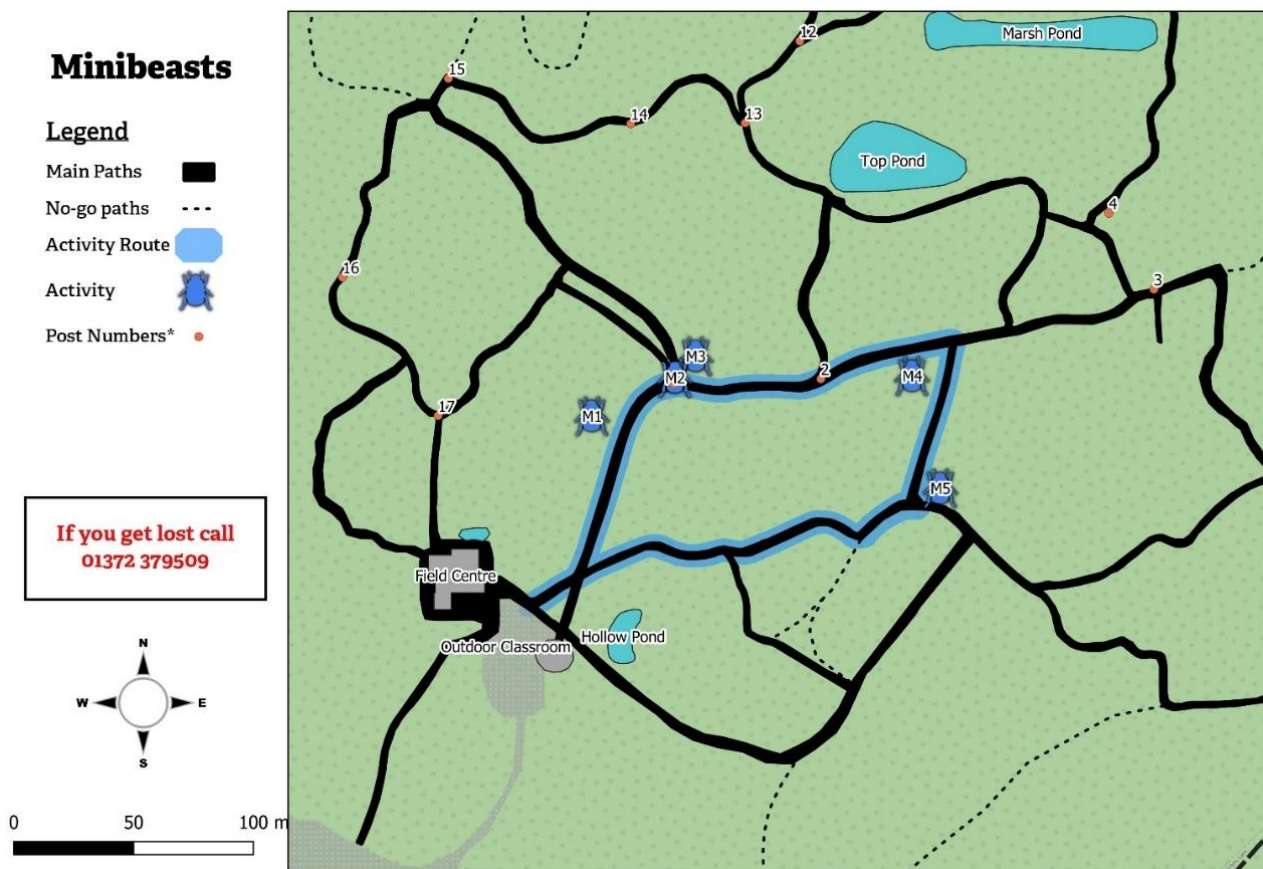 Minibeasts
Legend
Main Paths
No-go paths
Activity Route
Activity
Post Numbers*
If you get lost call
01372 379509
N
W E
S
0 50 100 m
12
Marsh Pond
15
14
13
Top Pond
4
16
3
M3
M2
2
M4
M1
17
M5
Field Centre
Hollow Pond
Outdoor Classroom